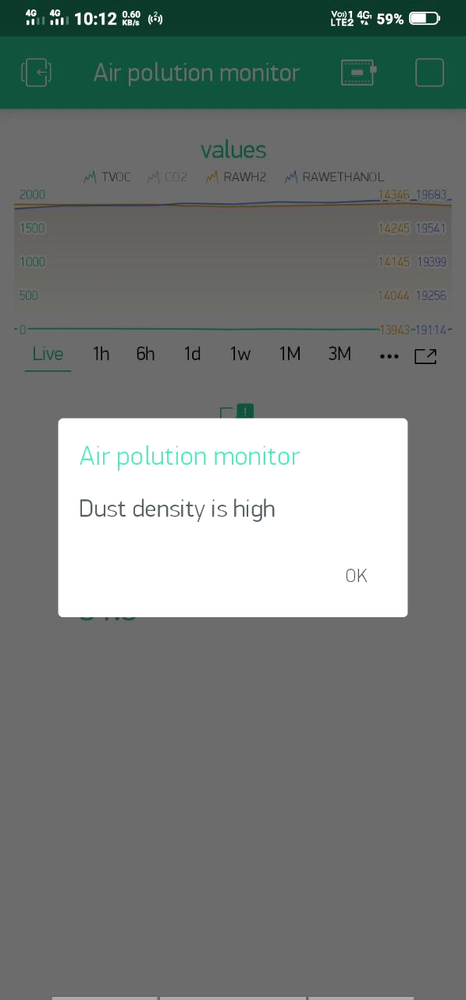 4G 4G 10:12 0.60 KB/s 2 Vo)) 1 4G LTE2 59%
Air polution monitor
values
TVOC CO2 RAWH2 RAWETHANOL
2000 14346 19683
1500 14245 19541
1000 14145 19399
500 14044 19256
0 13943 19114
Live 1h 6h 1d 1w 1M 3M
!
Air polution monitor
Dust density is high
OK